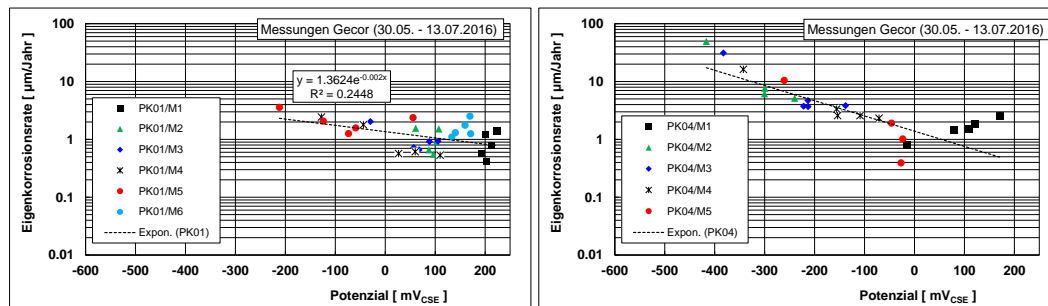 Messungen Gecor (30.05. - 13.07.2016)
Eigenkorrosionsrate [ µm/Jahr]
100
10
1
0.1
0.01
y = 1.3624e-0.002x
R² = 0.2448
PK01/M1
PK01/M2
PK01/M3
PK01/M4
PK01/M5
PK01/M6
Expon. (PK01)
-600 -500 -400 -300 -200 -100 0 100 200
Potenzial [ mVCSE ]
Messungen Gecor (30.05. - 13.07.2016)
Eigenkorrosionsrate [ µm/Jahr]
100
10
1
0.1
0.01
PK04/M1
PK04/M2
PK04/M3
PK04/M4
PK04/M5
Expon. (PK04)
-600 -500 -400 -300 -200 -100 0 100 200
Potenzial [ mVCSE ]